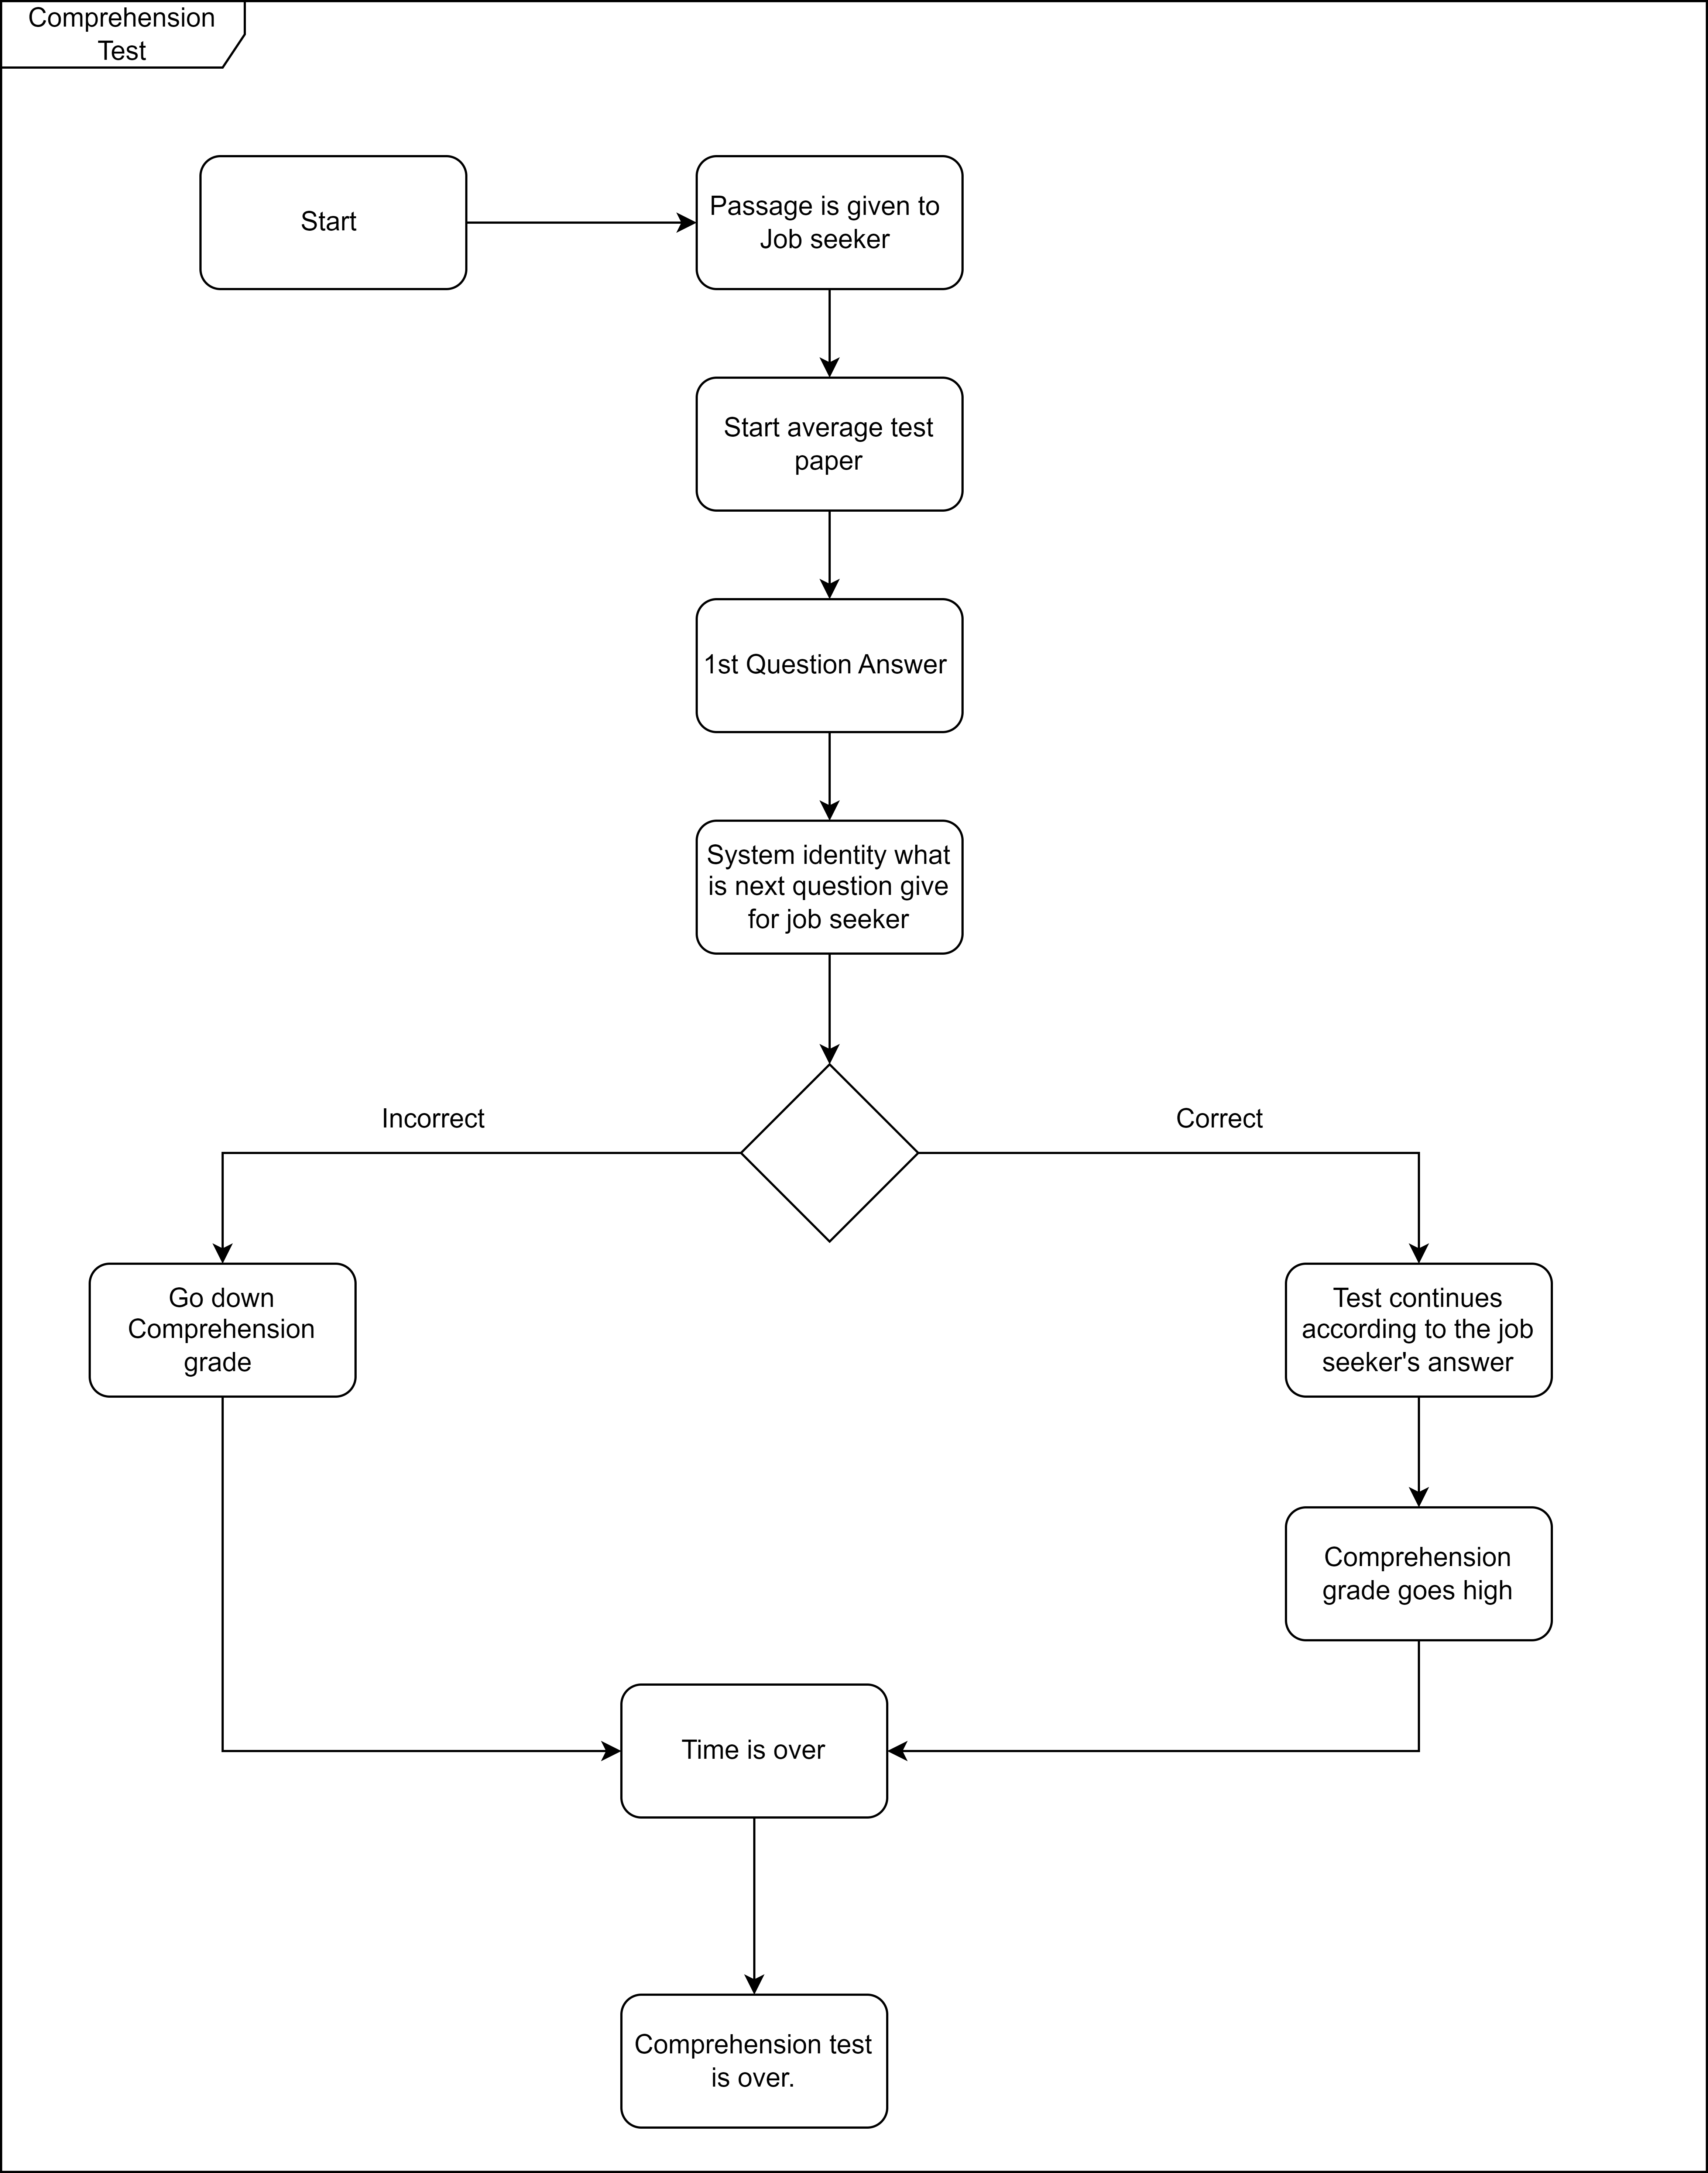 Comprehension
Test
Start
Passage is given to
Job seeker
Start average test
paper
1st Question Answer
System identity what
is next question give
for job seeker
Incorrect
Correct
Go down
Comprehension
grade
Test continues
according to the job
seeker's answer
Comprehension
grade goes high
Time is over
Comprehension test
is over.